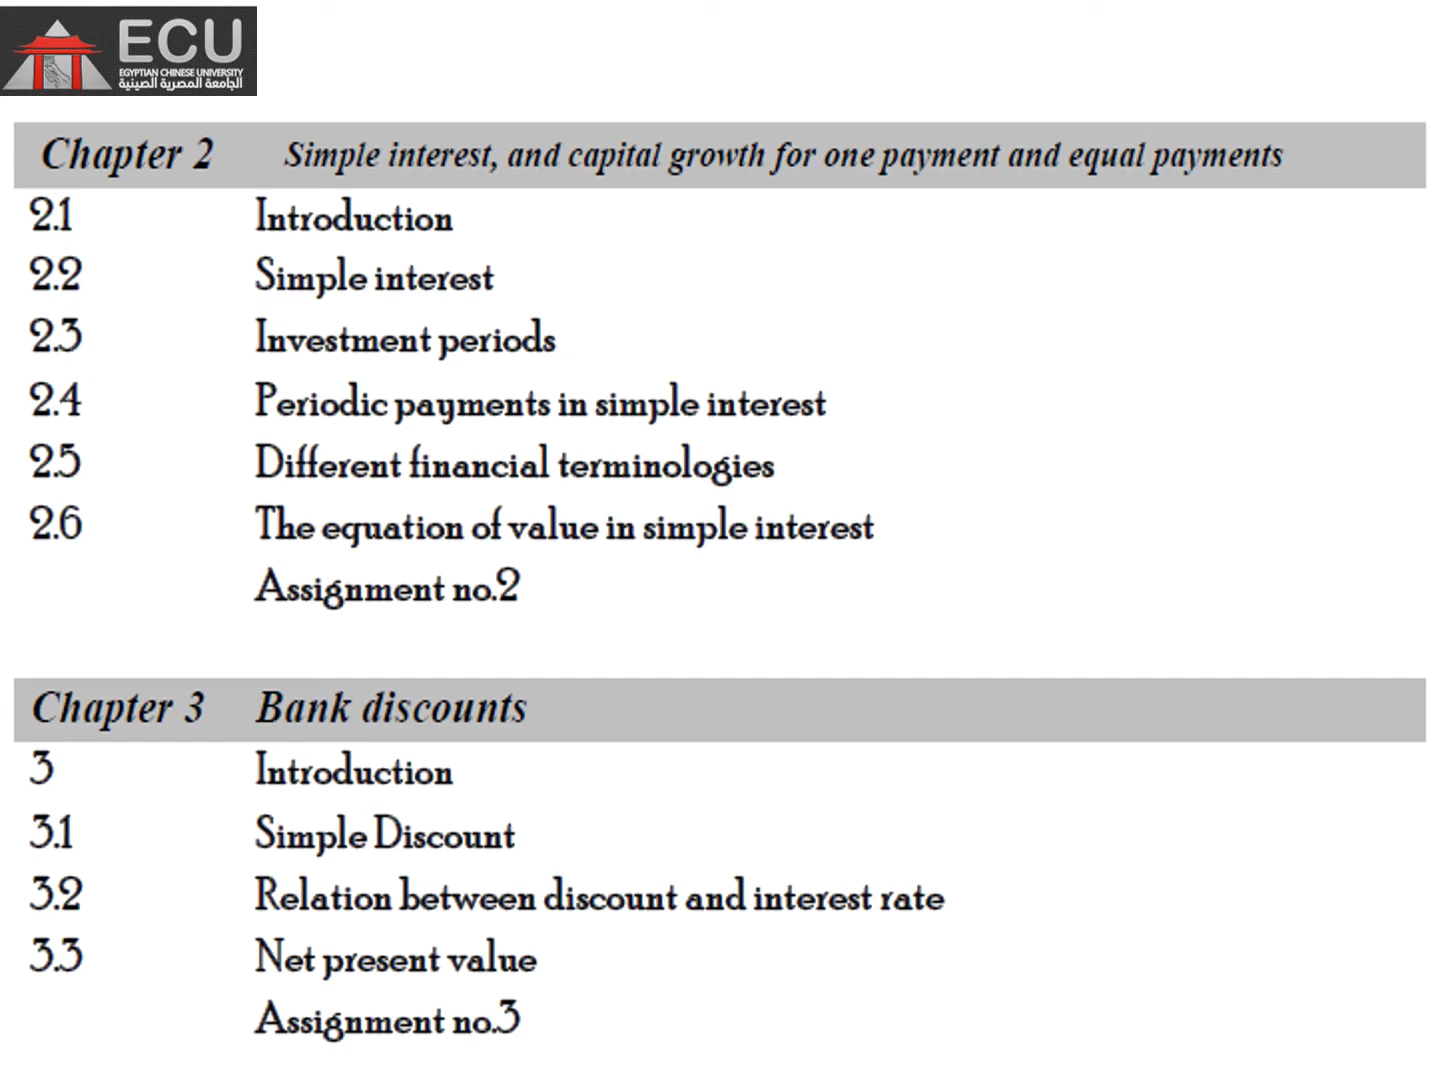 ECU
EGYPTIAN CHINESE UNIVERSITY
الجامعة المصرية الصينية
Chapter 2 Simple interest, and capital growth for one payment and equal payments
2.1 Introduction
2.2 Simple interest
2.3 Investment periods
2.4 Periodic payments in simple interest
2.5 Different financial terminologies
2.6 The equation of value in simple interest
Assignment no.2
Chapter 3 Bank discounts
3 Introduction
3.1 Simple Discount
3.2 Relation between discount and interest rate
3.3 Net present value
Assignment no.3